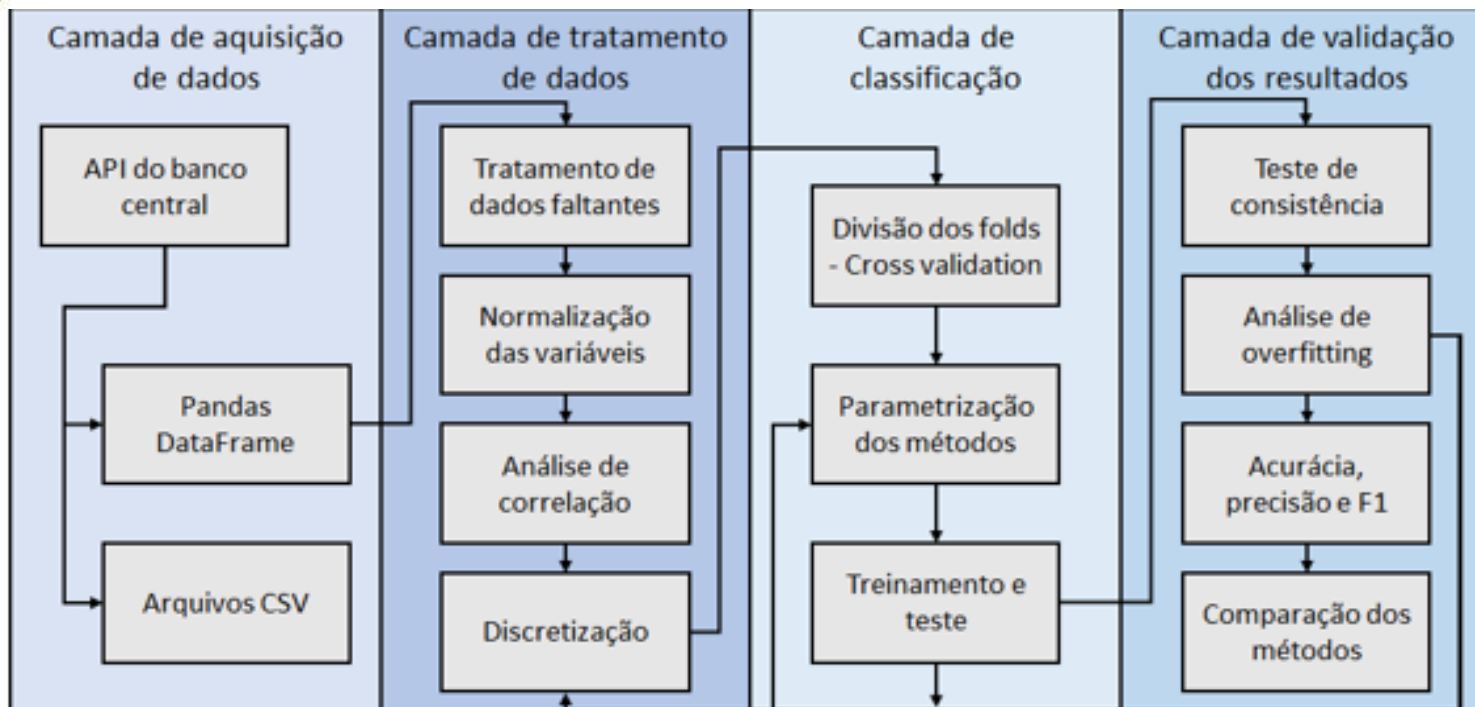 Camada de aquisição
de dados
API do banco
central
Pandas
DataFrame
Arquivos CSV
Camada de tratamento
de dados
Tratamento de
dados faltantes
Normalização
das variáveis
Análise de
correlação
Discretização
Camada de
classificação
Divisão dos folds
- Cross validation
Parametrização
dos métodos
Treinamento e
teste
Camada de validação
dos resultados
Teste de
consistência
Análise de
overfitting
Acurácia,
precisão e F1
Comparação dos
métodos